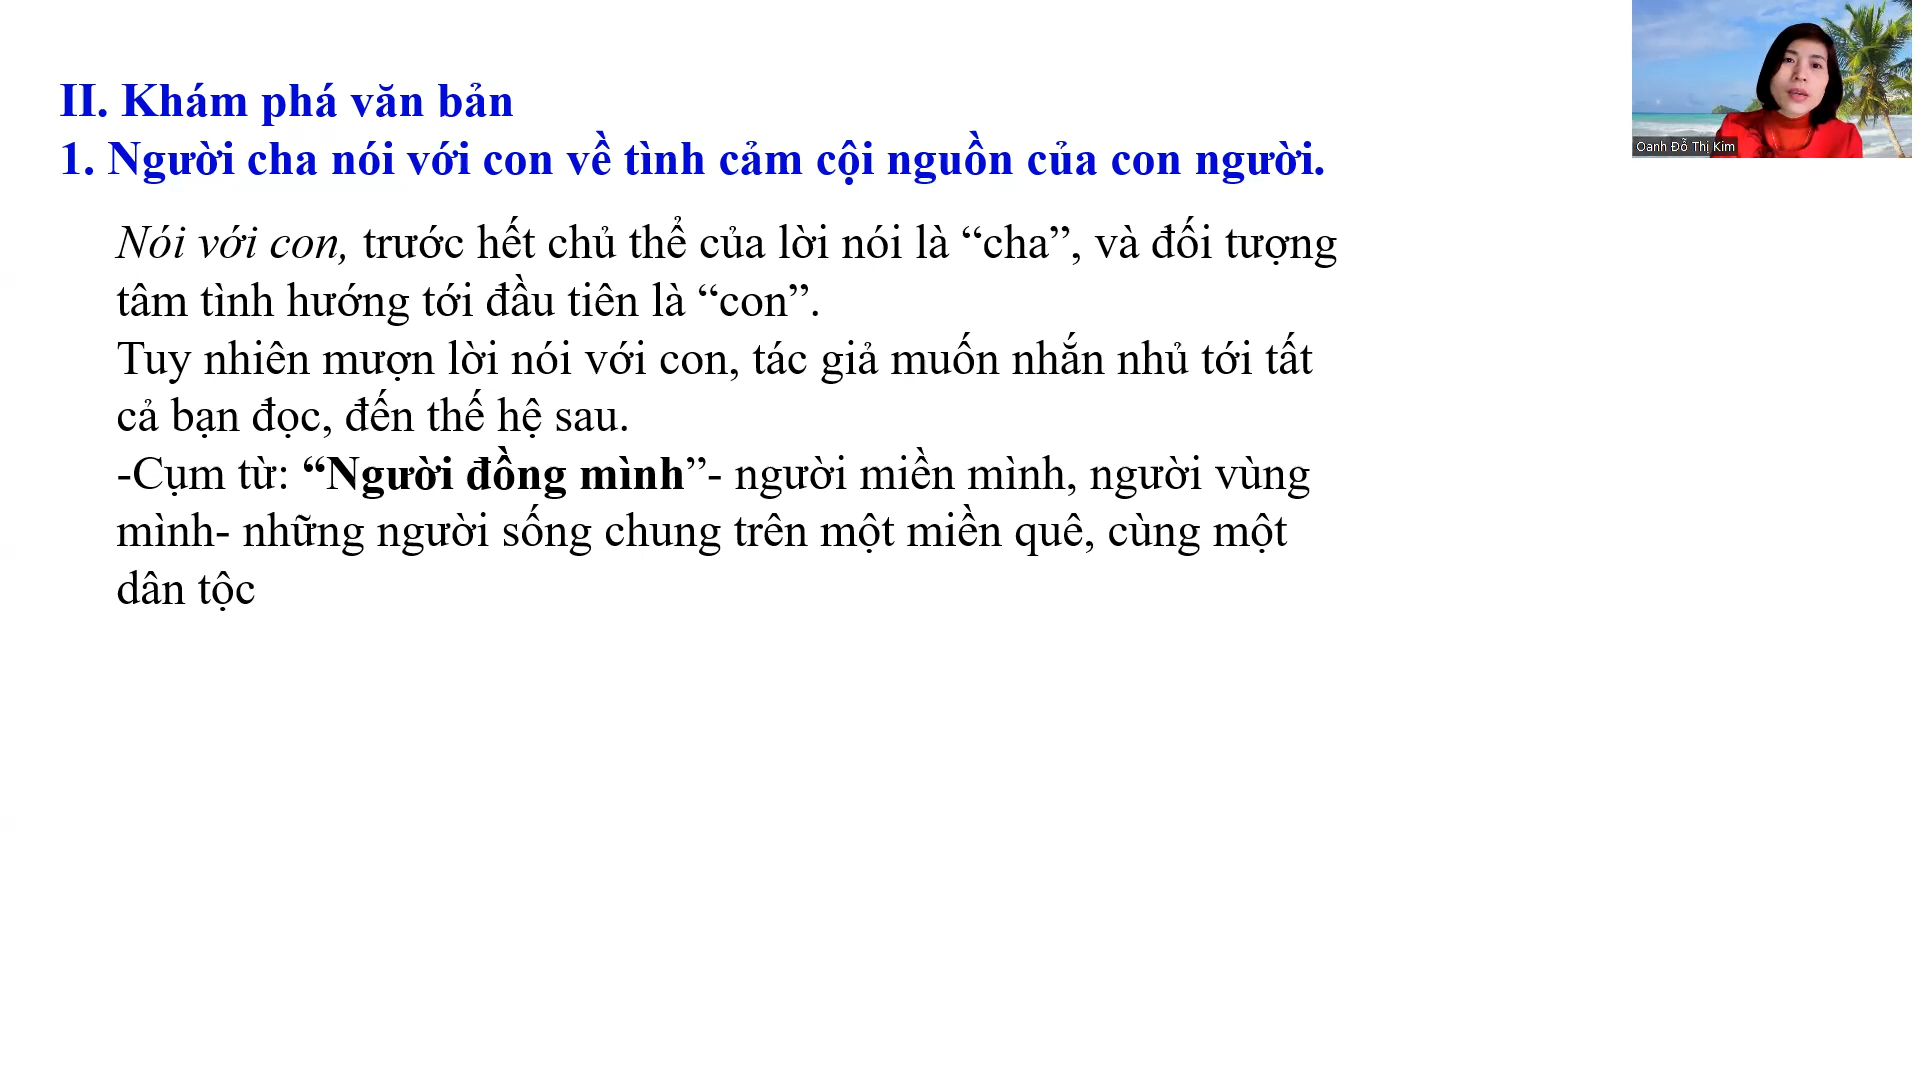 II. Khám phá văn bản
1. Người cha nói với con về tình cảm cội nguồn của con người.
Nói với con, trước hết chủ thể của lời nói là “cha”, và đối tượng
tâm tình hướng tới đầu tiên là “con”.
Tuy nhiên mượn lời nói với con, tác giả muốn nhắn nhủ tới tất
cả bạn đọc, đến thế hệ sau.
-Cụm từ: “Người đồng mình”- người miền mình, người vùng
mình- những người sống chung trên một miền quê, cùng một
dân tộc
Oanh Đỗ Thị Kim